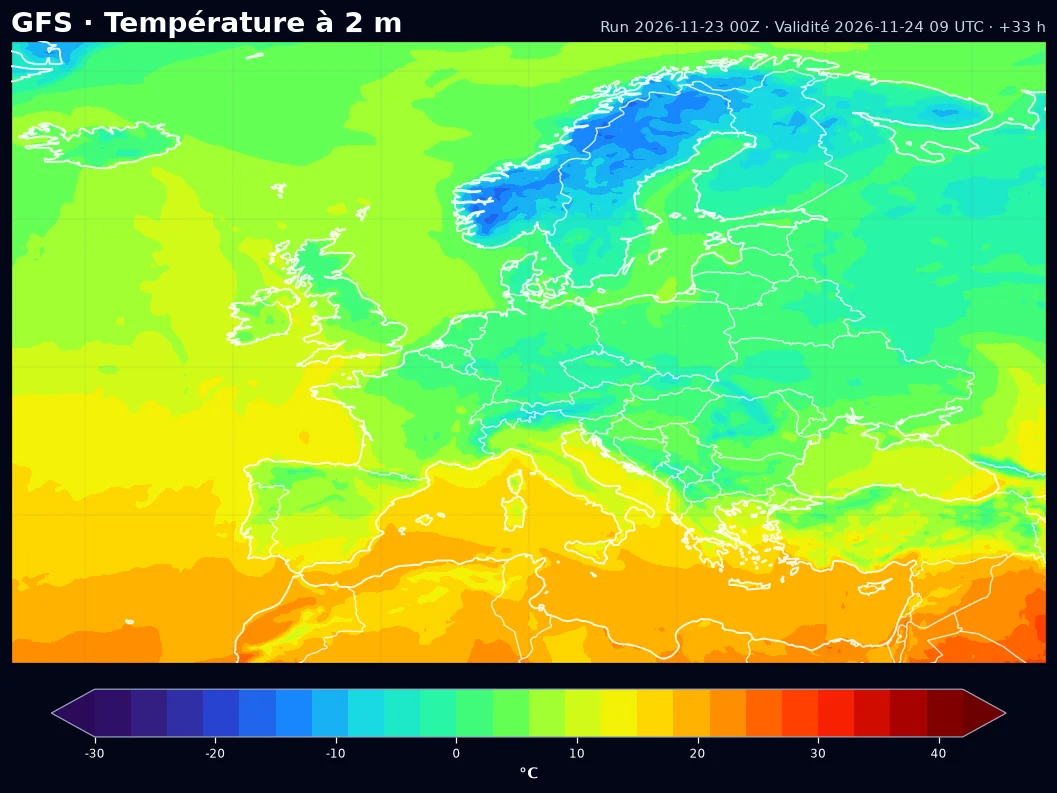 GFS · Température à 2 m
Run 2026-11-23 00Z · Validité 2026-11-24 09 UTC · +33 h
-30 -20 -10 0 10 20 30 40
°C